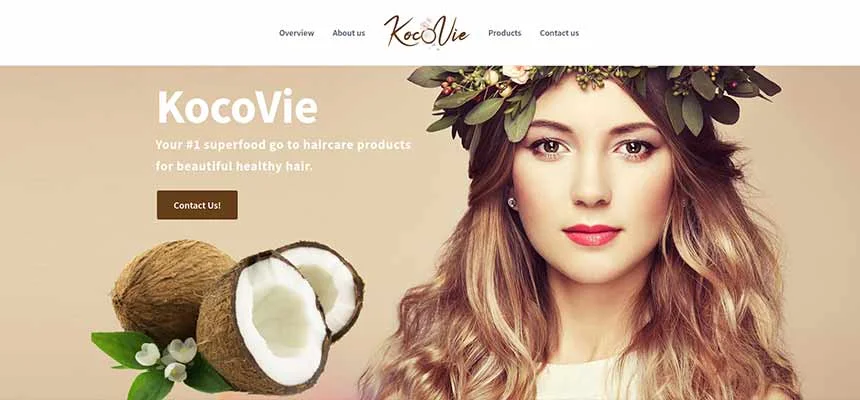 Overview About us KocoVie Products Contact us
KocoVie
Your #1 superfood go to haircare products
for beautiful healthy hair.
Contact Us!